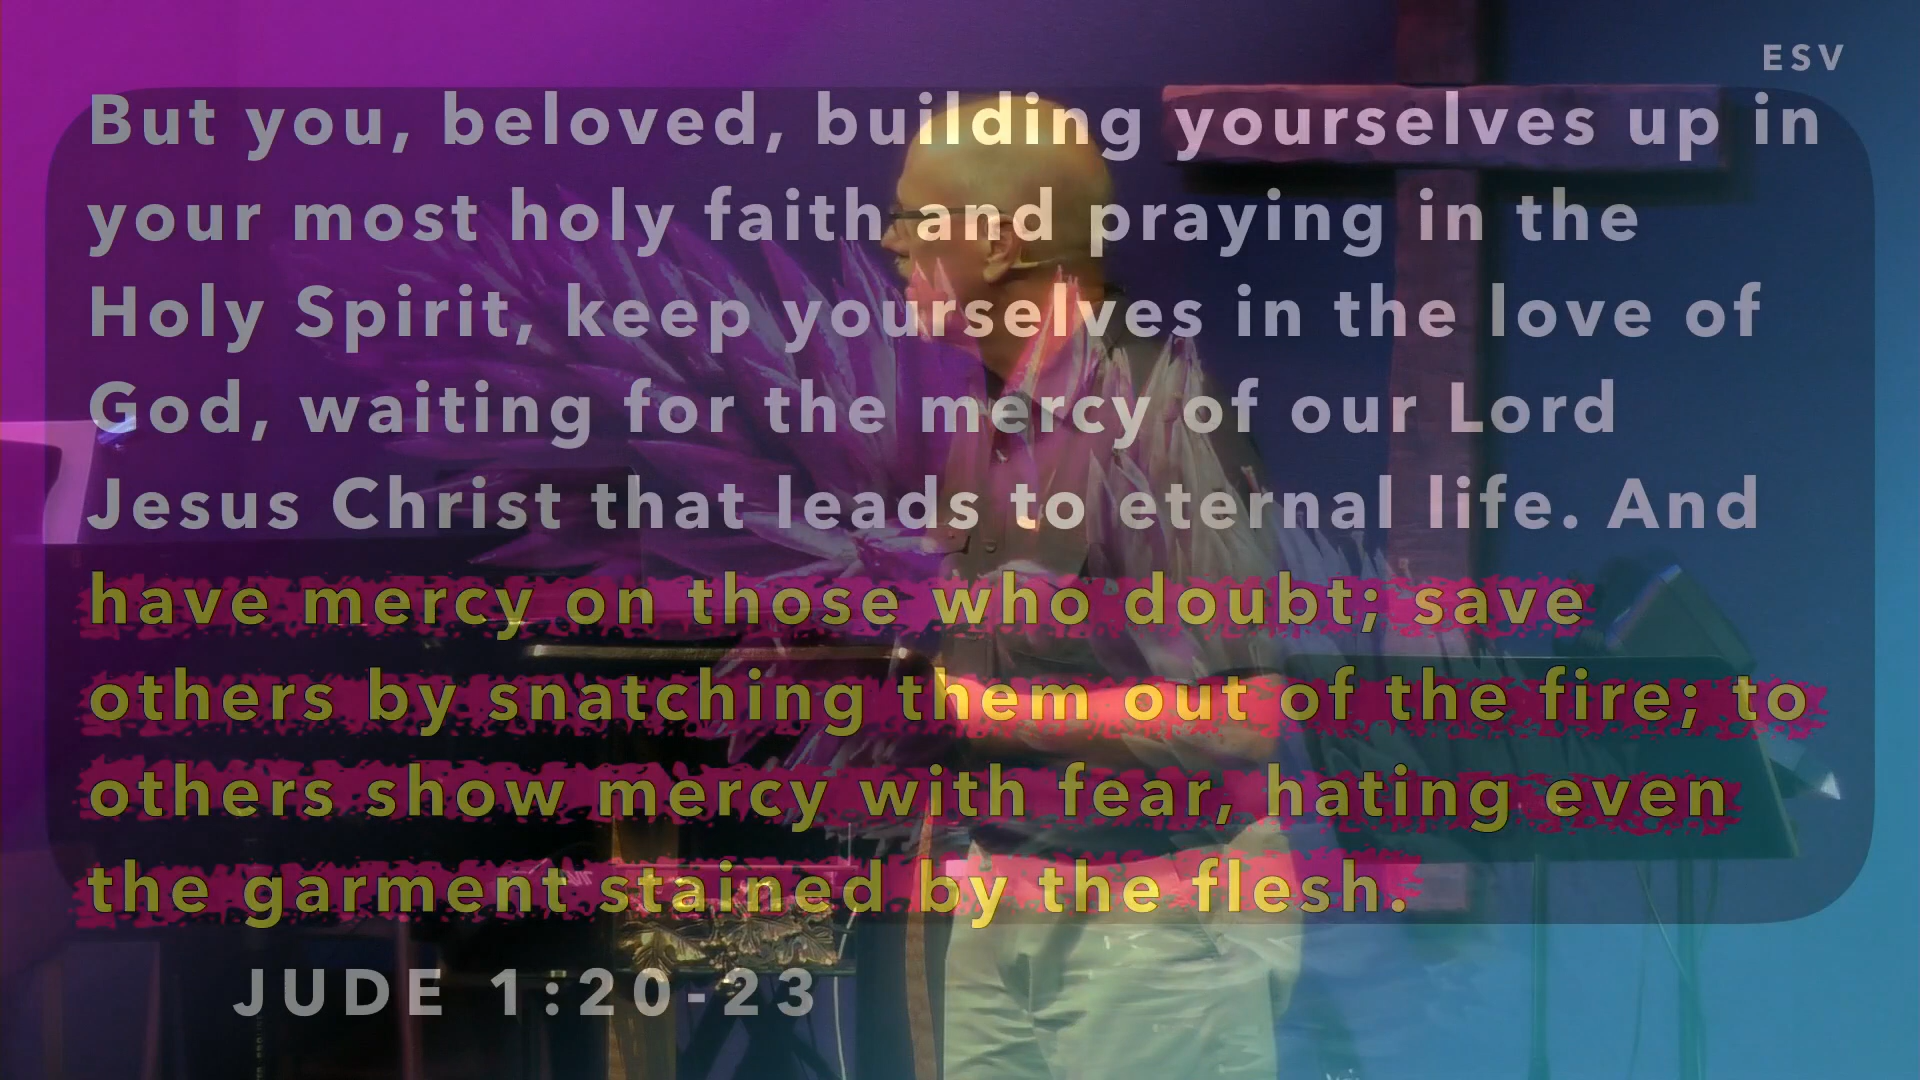 ESV
But you, beloved, building yourselves up in
your most holy faith and praying in the
Holy Spirit, keep yourselves in the love of
God, waiting for the mercy of our Lord
Jesus Christ that leads to eternal life. And
have mercy on those who doubt; save
others by snatching them out of the fire; to
others show mercy with fear, hating even
the garment stained by the flesh.
JUDE 1:20-23